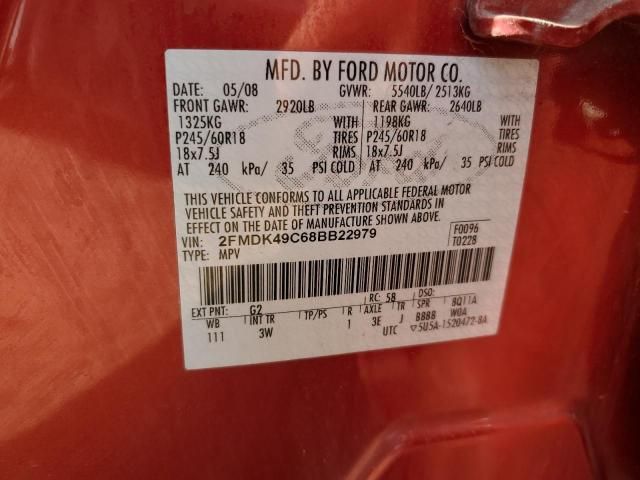 MFD. BY FORD MOTOR CO.
DATE: 05/08 GVWR: 5540LB/ 2513KG
FRONT GAWR: 2920LB REAR GAWR: 2640LB
1325KG WITH 1198KG WITH
P245/60R18 TIRES P245/60R18 TIRES
18x7.5J RIMS 18x7.5J RIMS
AT 240 kPa/ 35 PSI COLD AT 240 kPa/ 35 PSI COLD
THIS VEHICLE CONFORMS TO ALL APPLICABLE FEDERAL MOTOR
VEHICLE SAFETY AND THEFT PREVENTION STANDARDS IN
EFFECT ON THE DATE OF MANUFACTURE SHOWN ABOVE.
VIN: 2FMDK49C68BB22979 F0096
TYPE: MPV T0228
EXT PNT: G2 RC: 58 DSO:
WB INT TR TP/PS R AXLE TR SPR 8Q11A
111 3W 1 3E J BBBB WOA
UTC ▽5U5A-1520472-BA